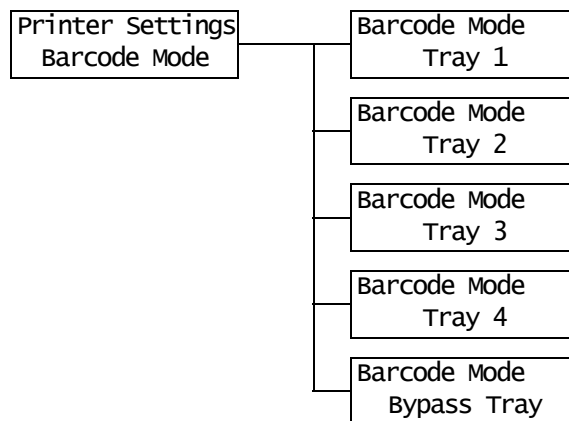 Printer Settings
Barcode Mode
Barcode Mode
Tray 1
Barcode Mode
Tray 2
Barcode Mode
Tray 3
Barcode Mode
Tray 4
Barcode Mode
Bypass Tray